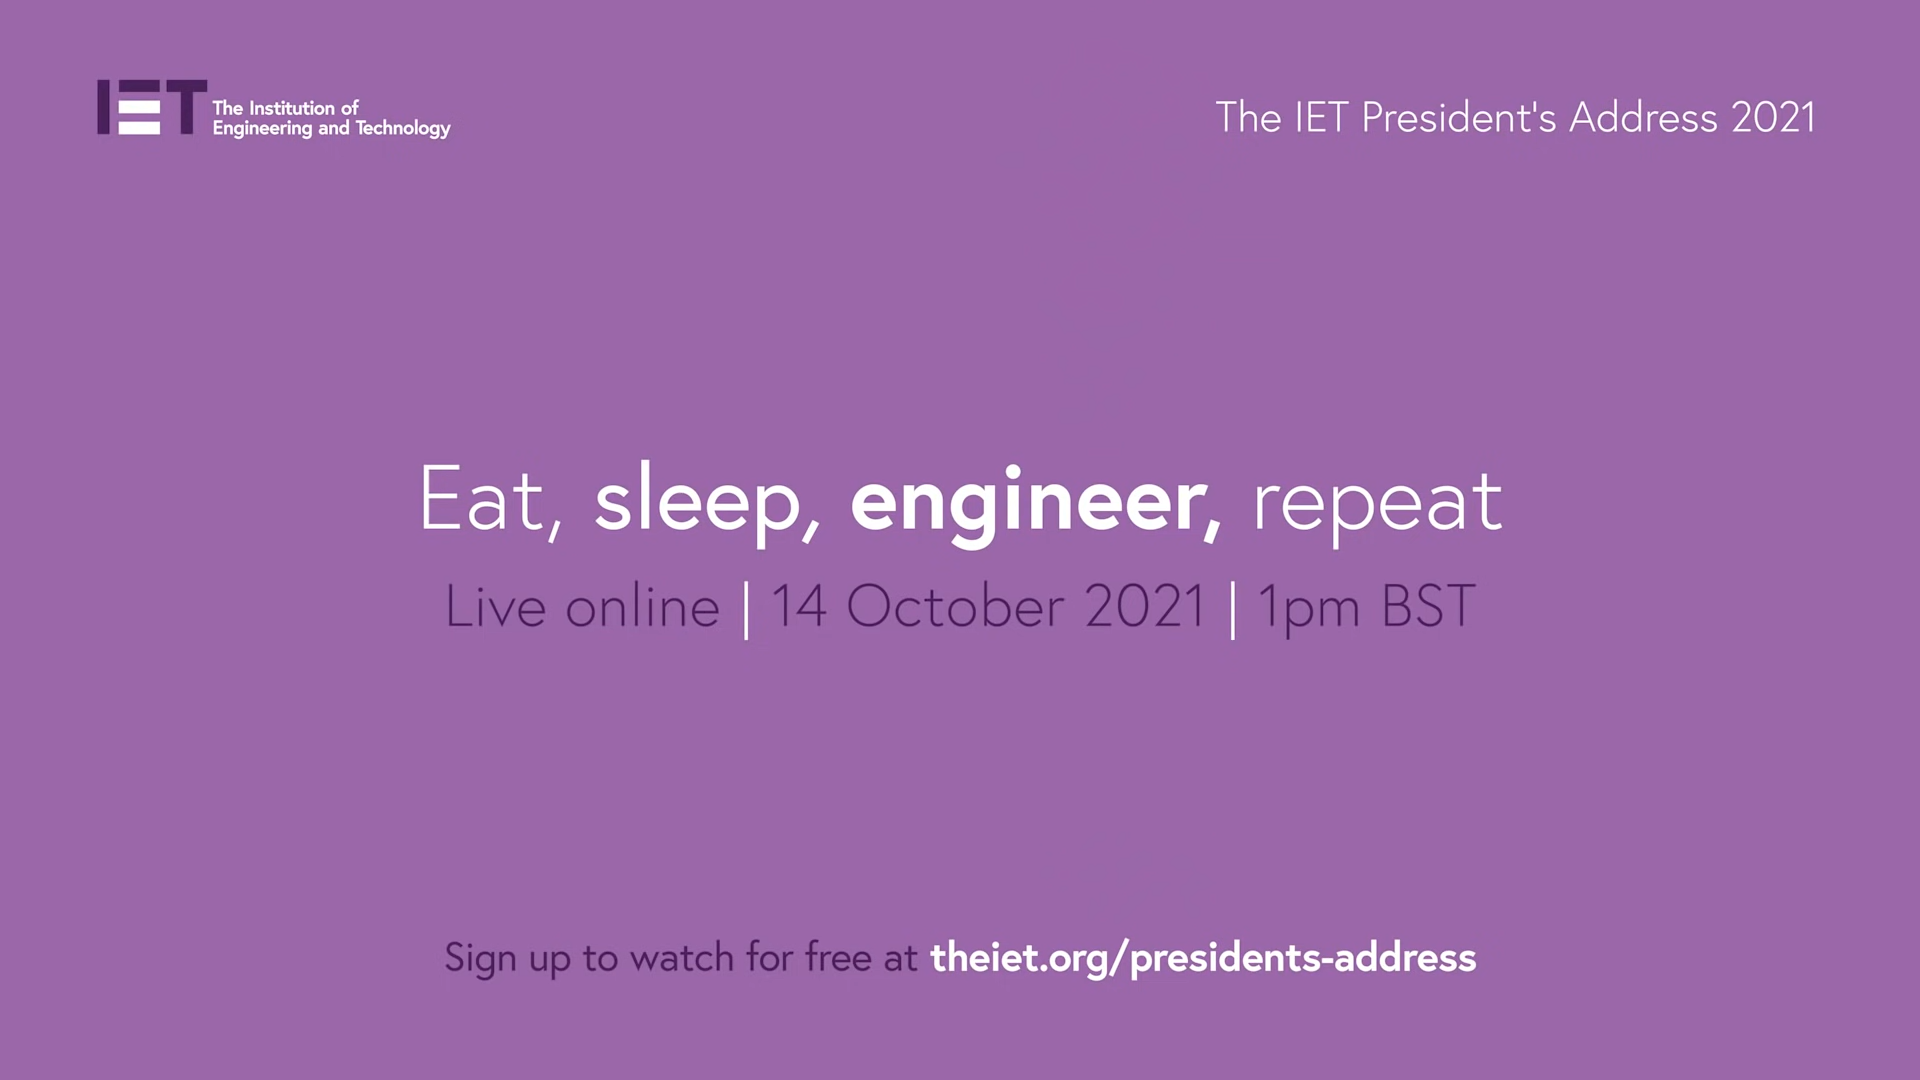 IET
The Institution of
Engineering and Technology
The IET President's Address 2021
Eat, sleep, engineer, repeat
Live online | 14 October 2021 | 1pm BST
Sign up to watch for free at theiet.org/presidents-address